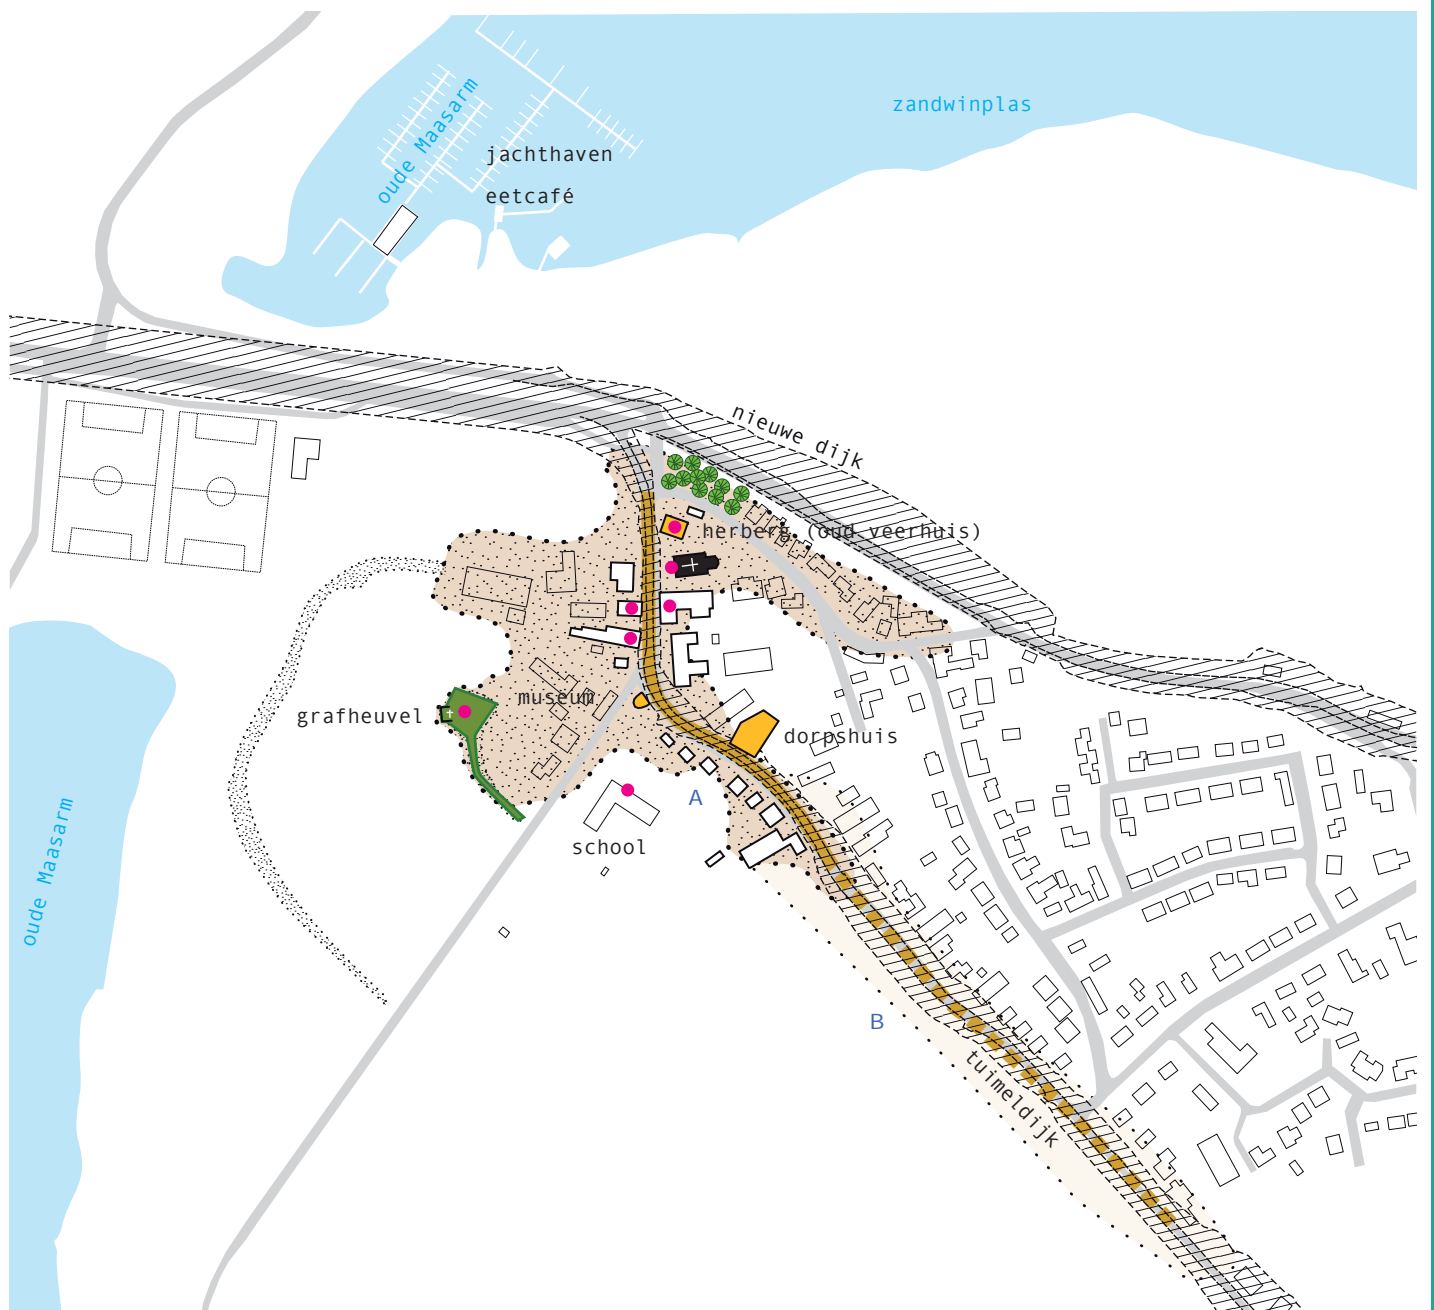 zandwinplas
oude Maasarm
jachthaven
eetcafé
nieuwe dijk
herberg (oud veerhuis)
museum
grafheuvel
dorpshuis
A
school
oude Maasarm
B
tuimeldijk